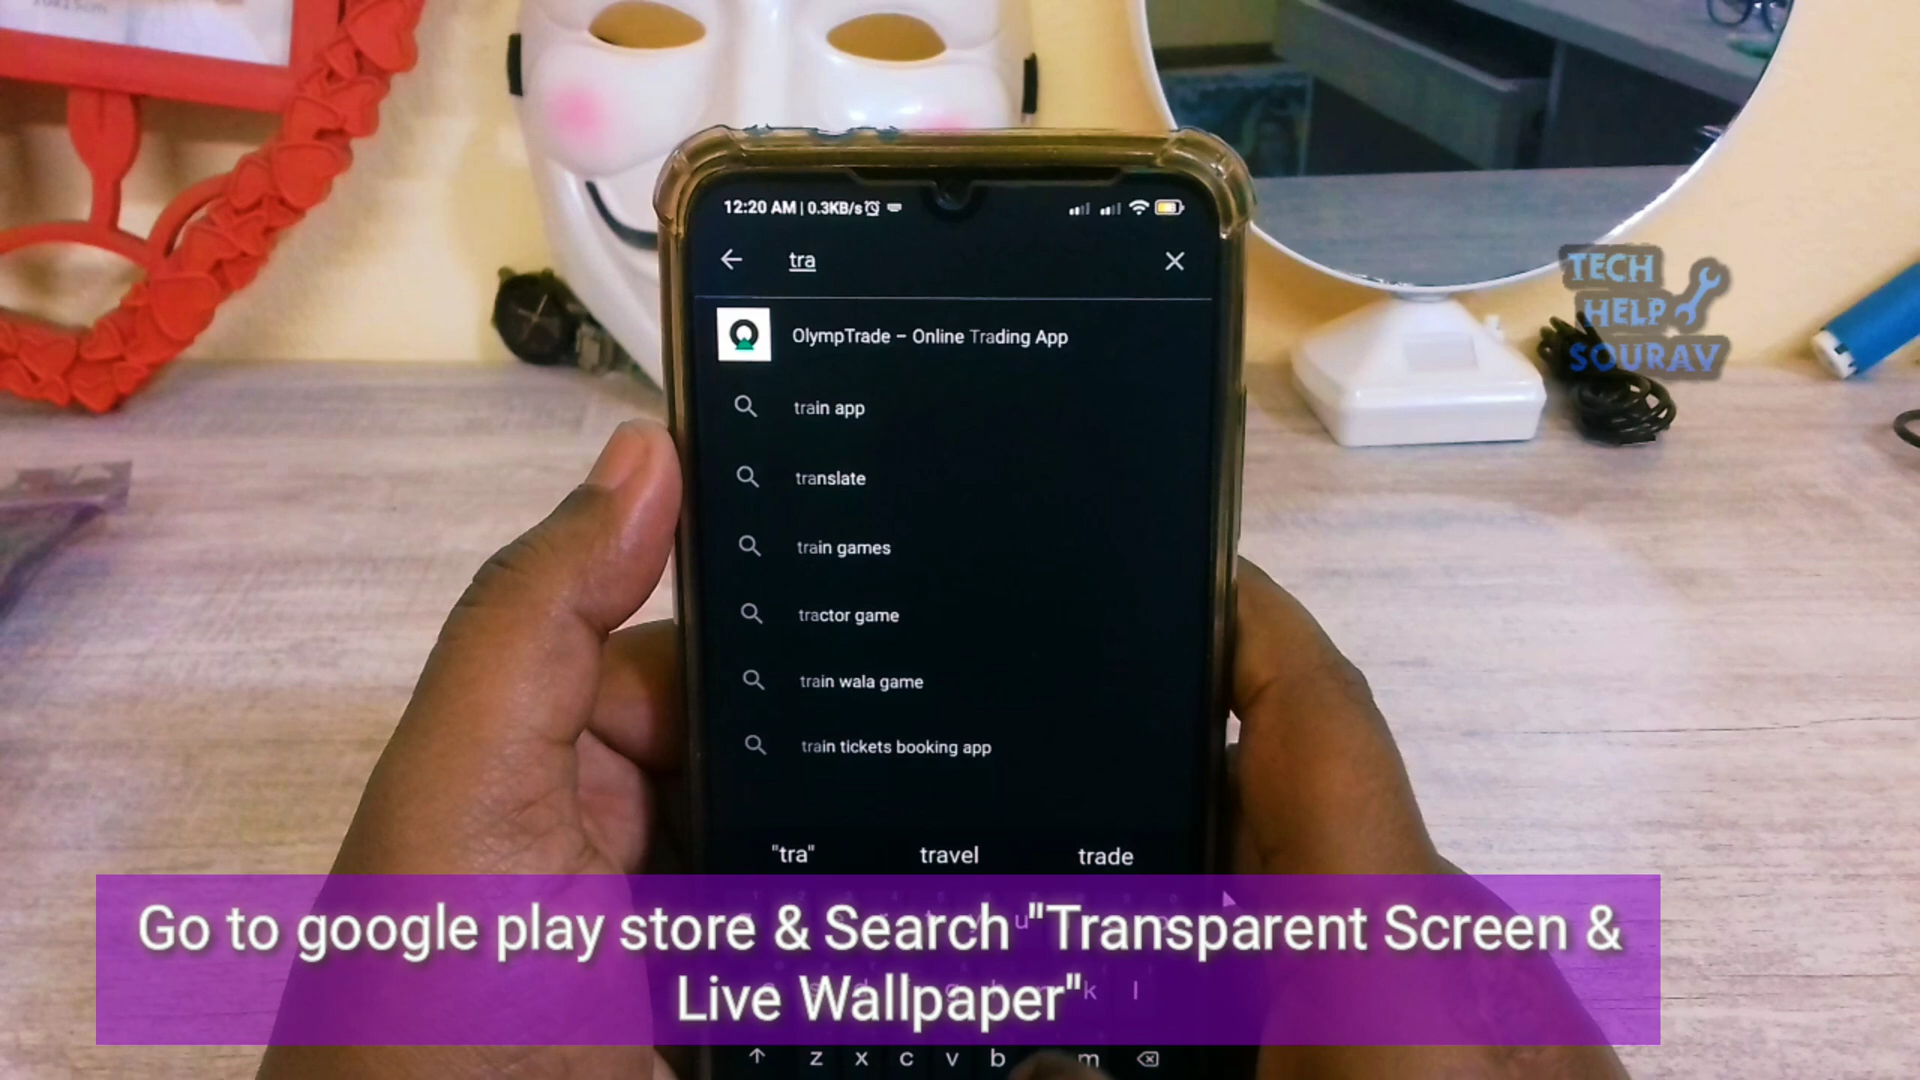 12:20 AM | 0.3KB/s
tra
OlympTrade – Online Trading App
train app
translate
train games
tractor game
train wala game
train tickets booking app
"tra" travel trade
TECH
HELP
SOURAV
Go to google play store & Search "Transparent Screen &
Live Wallpaper"
k l
z x c v b m